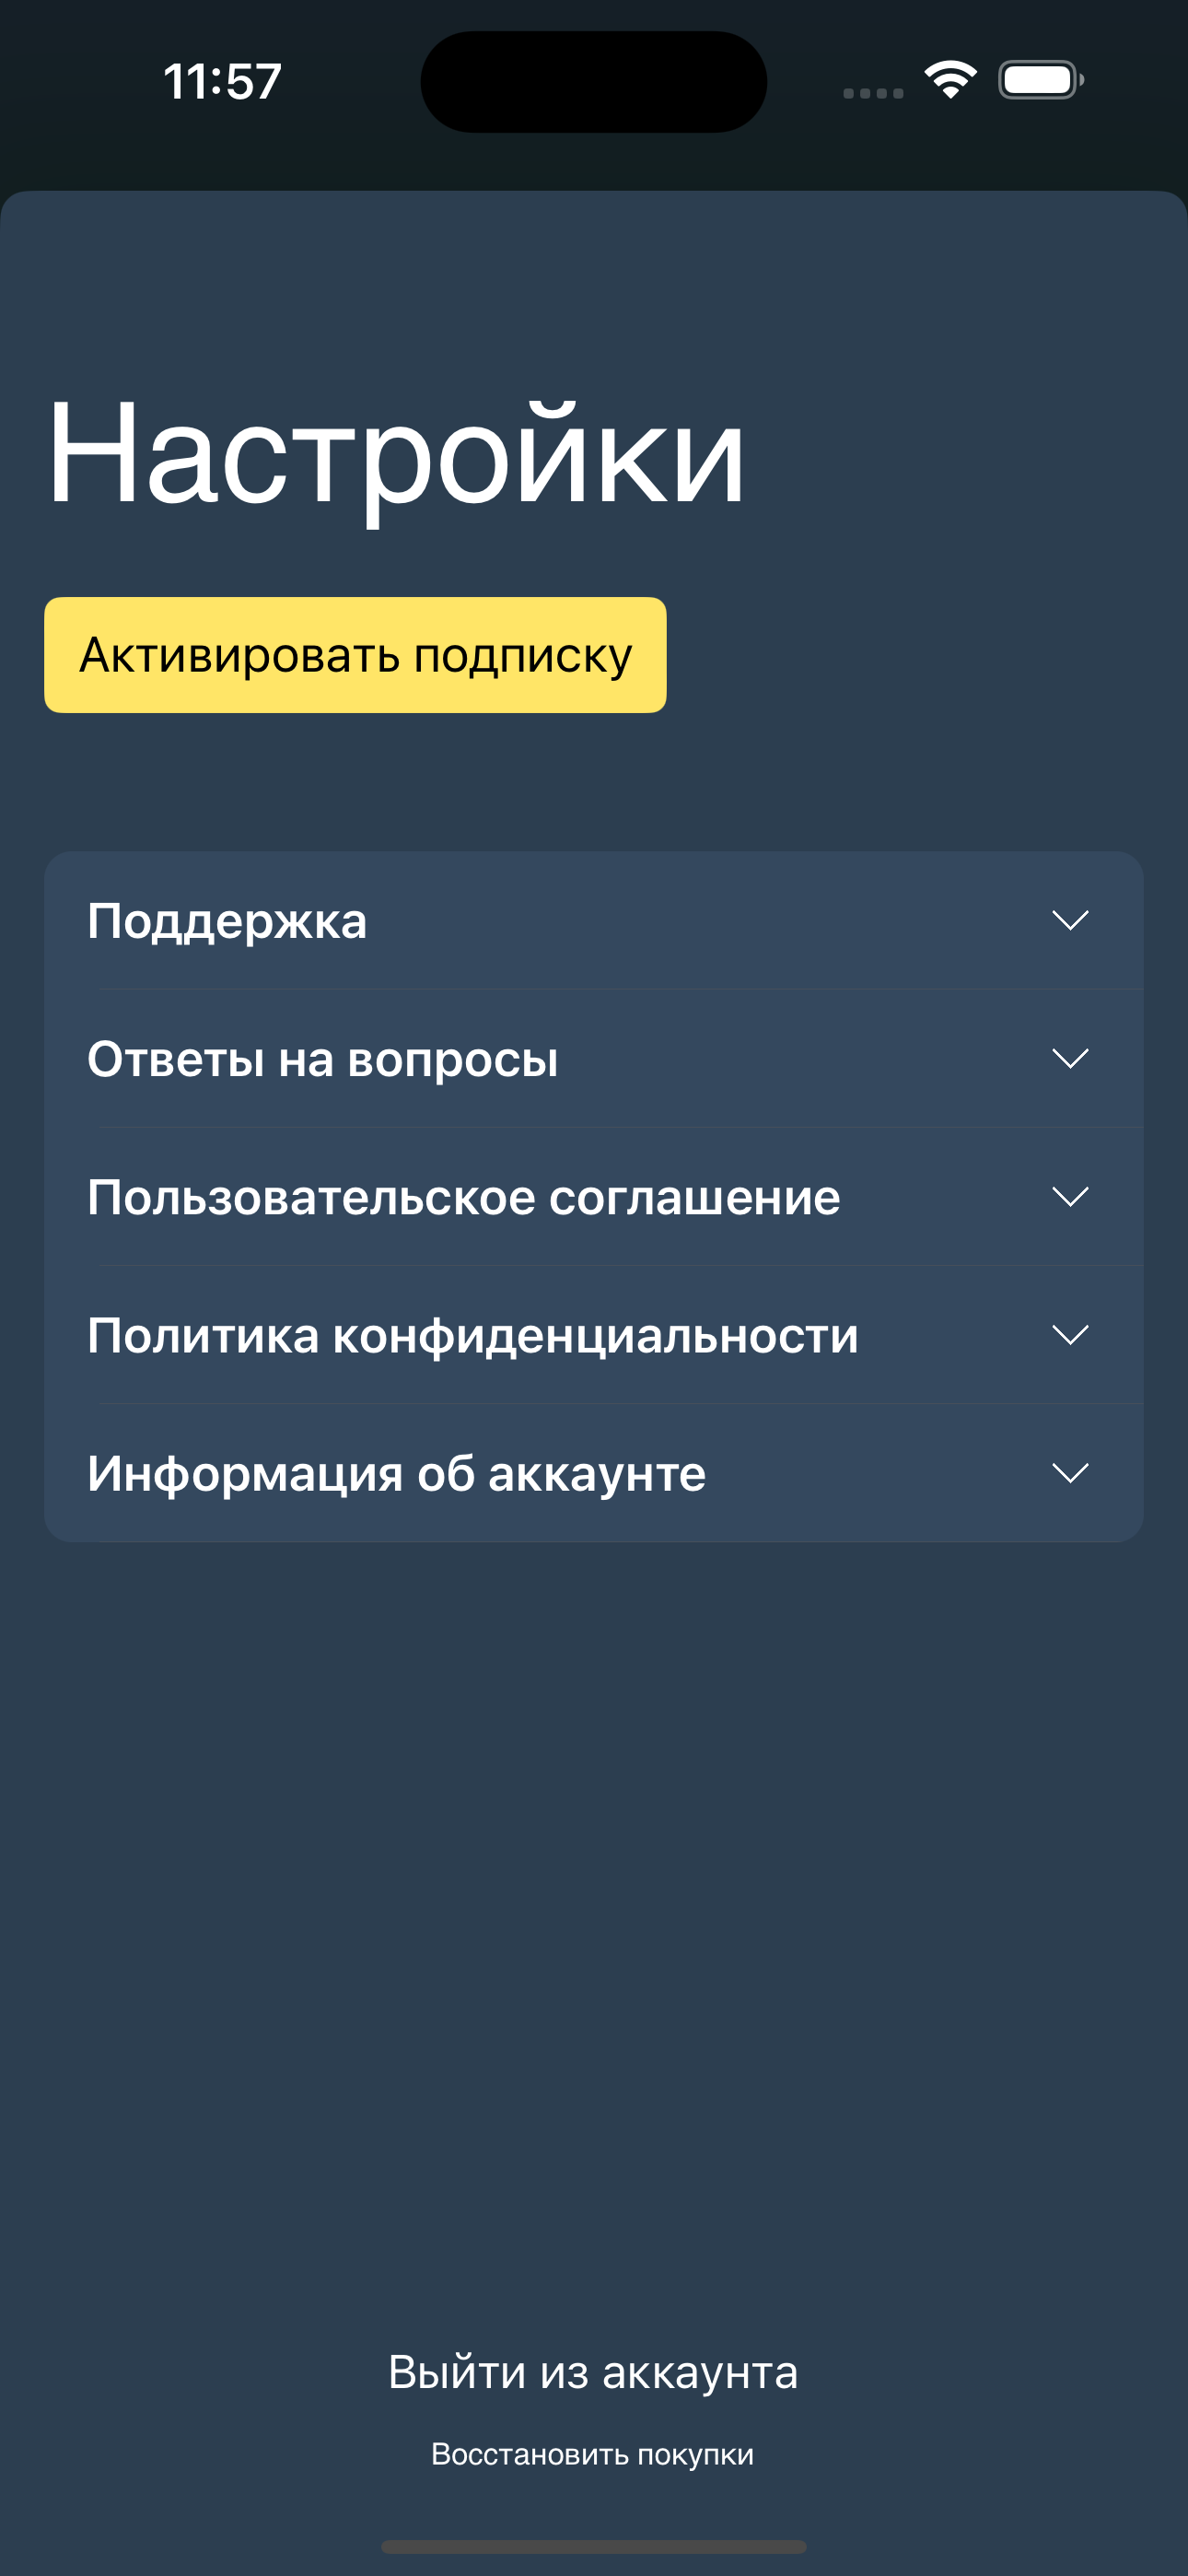 11:57
Настройки
Активировать подписку
Поддержка
Ответы на вопросы
Пользовательское соглашение
Политика конфиденциальности
Информация об аккаунте
Выйти из аккаунта
Восстановить покупки